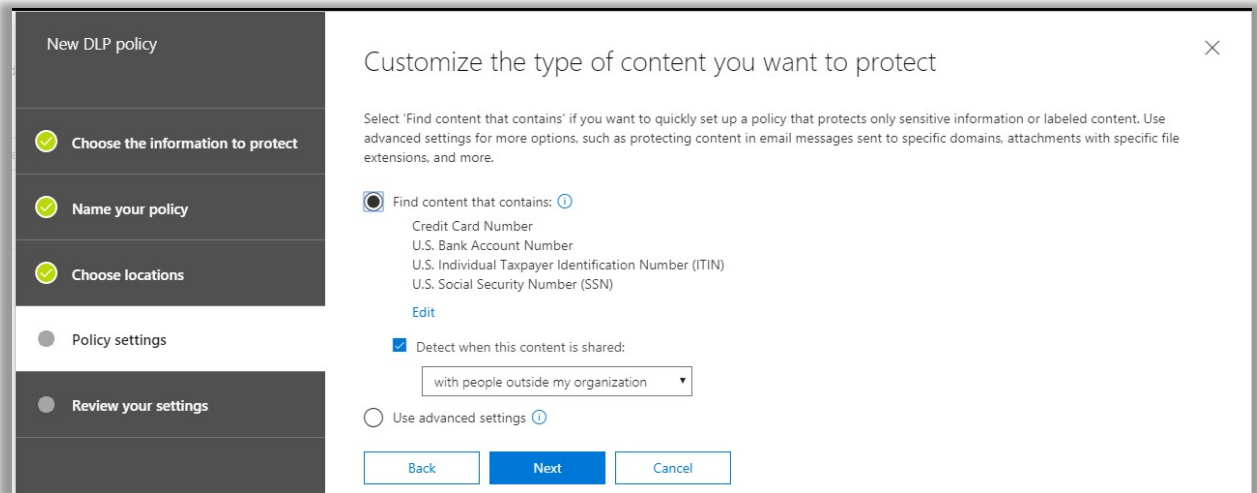 New DLP policy
Choose the information to protect
Name your policy
Choose locations
Policy settings
Review your settings
Customize the type of content you want to protect
Select 'Find content that contains' if you want to quickly set up a policy that protects only sensitive information or labeled content. Use
advanced settings for more options, such as protecting content in email messages sent to specific domains, attachments with specific file
extensions, and more.
Find content that contains:
Credit Card Number
U.S. Bank Account Number
U.S. Individual Taxpayer Identification Number (ITIN)
U.S. Social Security Number (SSN)
Edit
Detect when this content is shared:
with people outside my organization
Use advanced settings
Back Next Cancel